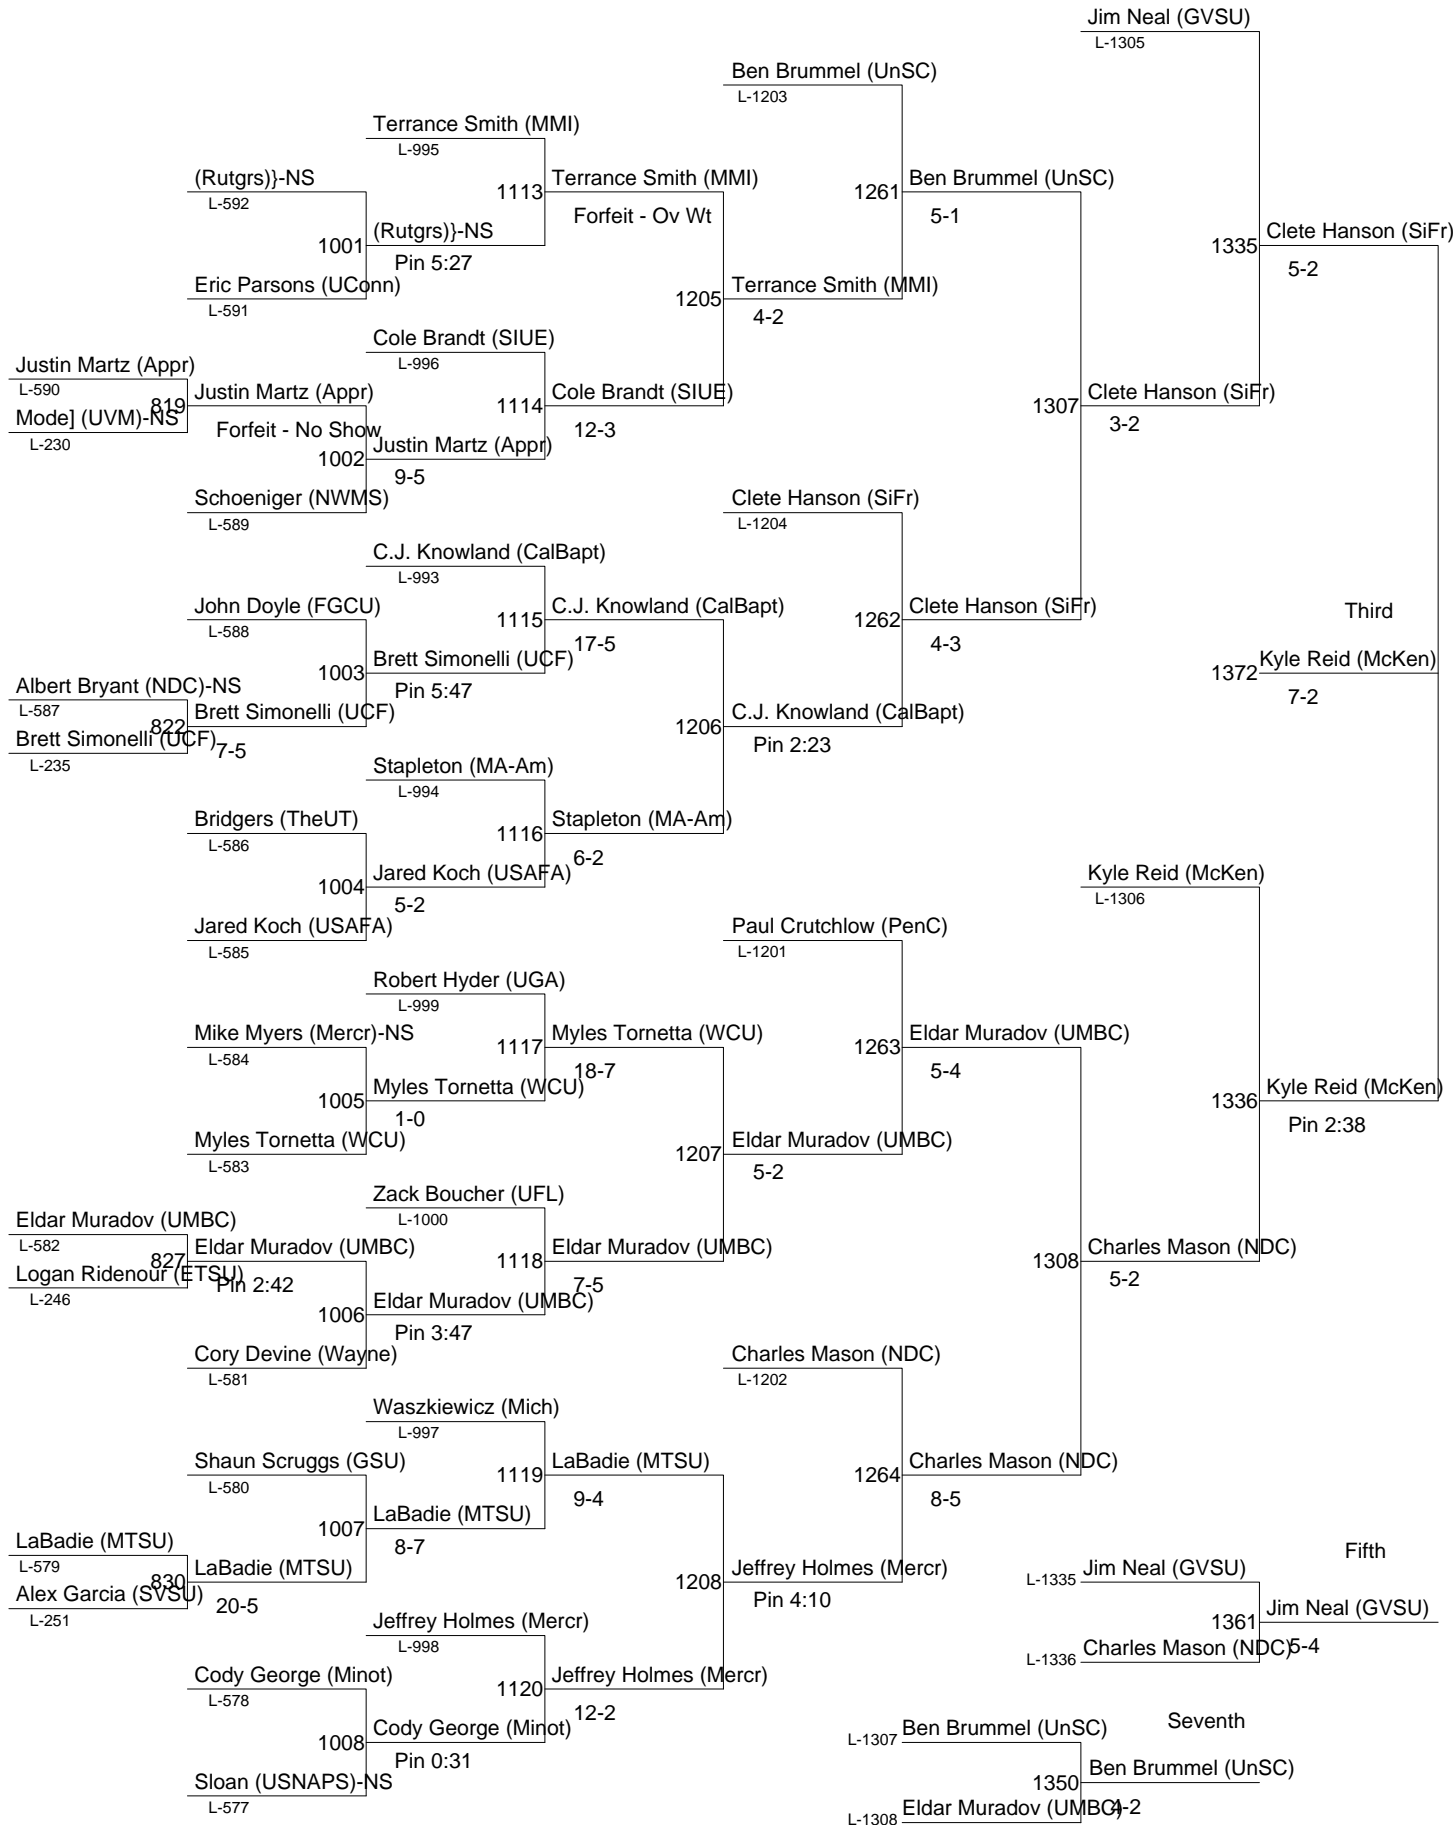 Jim Neal (GVSU)
L-1305
Ben Brummel (UnSC)
L-1203
Terrance Smith (MMI)
L-995
(Rutgrs)}-NS
L-592
1113 Terrance Smith (MMI)
Forfeit - Ov Wt
1261 Ben Brummel (UnSC)
5-1
1001 (Rutgrs)}-NS
Pin 5:27
1335 Clete Hanson (SiFr)
5-2
Eric Parsons (UConn)
L-591
1205 Terrance Smith (MMI)
4-2
Cole Brandt (SIUE)
L-996
Justin Martz (Appr)
L-590
819 Justin Martz (Appr)
Forfeit - No Show
Mode] (UVM)-NS
L-230
1114 Cole Brandt (SIUE)
12-3
1307 Clete Hanson (SiFr)
3-2
1002 Justin Martz (Appr)
9-5
Schoeniger (NWMS)
L-589
Clete Hanson (SiFr)
L-1204
C.J. Knowland (CalBapt)
L-993
John Doyle (FGCU)
L-588
1115 C.J. Knowland (CalBapt)
17-5
1262 Clete Hanson (SiFr)
4-3
Third
1003 Brett Simonelli (UCF)
Pin 5:47
1372 Kyle Reid (McKen)
7-2
Albert Bryant (NDC)-NS
L-587
822 Brett Simonelli (UCF)
7-5
Brett Simonelli (UCF)
L-235
1206 C.J. Knowland (CalBapt)
Pin 2:23
Stapleton (MA-Am)
L-994
Bridgers (TheUT)
L-586
1116 Stapleton (MA-Am)
6-2
1004 Jared Koch (USAFA)
5-2
Kyle Reid (McKen)
L-1306
Jared Koch (USAFA)
L-585
Paul Crutchlow (PenC)
L-1201
Robert Hyder (UGA)
L-999
Mike Myers (Mercr)-NS
L-584
1117 Myles Tornetta (WCU)
18-7
1263 Eldar Muradov (UMBC)
5-4
1005 Myles Tornetta (WCU)
1-0
1336 Kyle Reid (McKen)
Pin 2:38
Myles Tornetta (WCU)
L-583
1207 Eldar Muradov (UMBC)
5-2
Zack Boucher (UFL)
L-1000
Eldar Muradov (UMBC)
L-582
827 Eldar Muradov (UMBC)
Pin 2:42
Logan Ridenour (ETSU)
L-246
1118 Eldar Muradov (UMBC)
7-5
1308 Charles Mason (NDC)
5-2
1006 Eldar Muradov (UMBC)
Pin 3:47
Cory Devine (Wayne)
L-581
Charles Mason (NDC)
L-1202
Waszkiewicz (Mich)
L-997
Shaun Scruggs (GSU)
L-580
1119 LaBadie (MTSU)
9-4
1264 Charles Mason (NDC)
8-5
1007 LaBadie (MTSU)
8-7
LaBadie (MTSU)
L-579
830 LaBadie (MTSU)
20-5
Alex Garcia (SVSU)
L-251
1208 Jeffrey Holmes (Mercr)
Pin 4:10
Fifth
L-1335 Jim Neal (GVSU)
1361 Jim Neal (GVSU)
5-4
L-1336 Charles Mason (NDC)
Jeffrey Holmes (Mercr)
L-998
Cody George (Minot)
L-578
1120 Jeffrey Holmes (Mercr)
12-2
1008 Cody George (Minot)
Pin 0:31
Sloan (USNAPS)-NS
L-577
Seventh
L-1307 Ben Brummel (UnSC)
1350 Ben Brummel (UnSC)
4-2
L-1308 Eldar Muradov (UMBC)